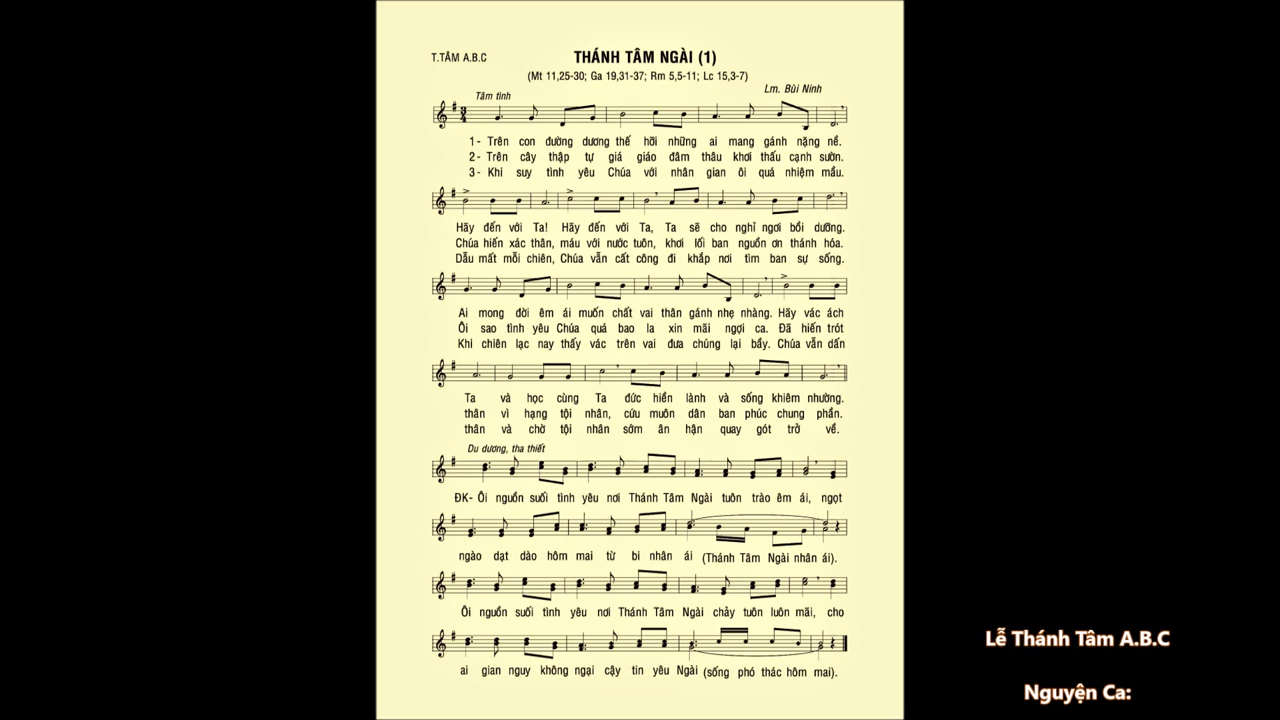 T.TÂM A.B.C
THÁNH TÂM NGÀI (1)
(Mt 11,25-30; Ga 19,31-37; Rm 5,5-11; Lc 15,3-7)
Lm. Bùi Ninh
Tâm tình
1- Trên con đường dương thế hỡi những ai mang gánh nặng nề.
2- Trên cây thập tự giá giáo đâm thâu khơi thấu cạnh sườn.
3- Khi suy tình yêu Chúa với nhân gian ôi quá nhiệm mầu.
Hãy đến với Ta! Hãy đến với Ta, Ta sẽ cho nghỉ ngơi bồi dưỡng.
Chúa hiến xác thân, máu với nước tuôn, khơi lối ban nguồn ơn thánh hóa.
Dẫu mất mỗi chiên, Chúa vẫn cất công đi khắp nơi tìm ban sự sống.
Ai mong đời êm ái muốn chất vai thân gánh nhẹ nhàng. Hãy vác ách
Ôi sao tình yêu Chúa quá bao la xin mãi ngợi ca. Đã hiến trót
Khi chiên lạc nay thấy vác trên vai đưa chúng lại bầy. Chúa vẫn dấn
Ta và học cùng Ta đức hiền lành và sống khiêm nhường.
thân vì hạng tội nhân, cứu muôn dân ban phúc chung phần.
thân và chờ tội nhân sớm ăn hận quay gót trở về.
Du dương, tha thiết
ĐK- Ôi nguồn suối tình yêu nơi Thánh Tâm Ngài tuôn trào êm ái, ngọt
ngào dạt dào hôm mai từ bi nhân ái (Thánh Tâm Ngài nhân ái).
Ôi nguồn suối tình yêu nơi Thánh Tâm Ngài chảy tuôn luôn mãi, cho
ai gian nguy không ngại cậy tin yêu Ngài (sống phó thác hôm mai).
Lễ Thánh Tâm A.B.C
Nguyện Ca: